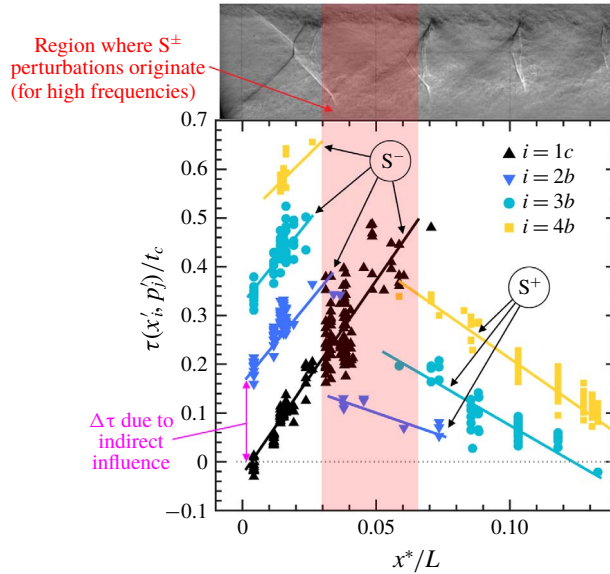 Region where S±
perturbations originate
(for high frequencies)
0.7
0.6
0.5
0.4
0.3
0.2
0.1
0
−0.1
τ(x′i, p′j)/tc
S−
i = 1c
i = 2b
i = 3b
i = 4b
S+
Δτ due to
indirect
influence
0
0.05
0.10
x*/L